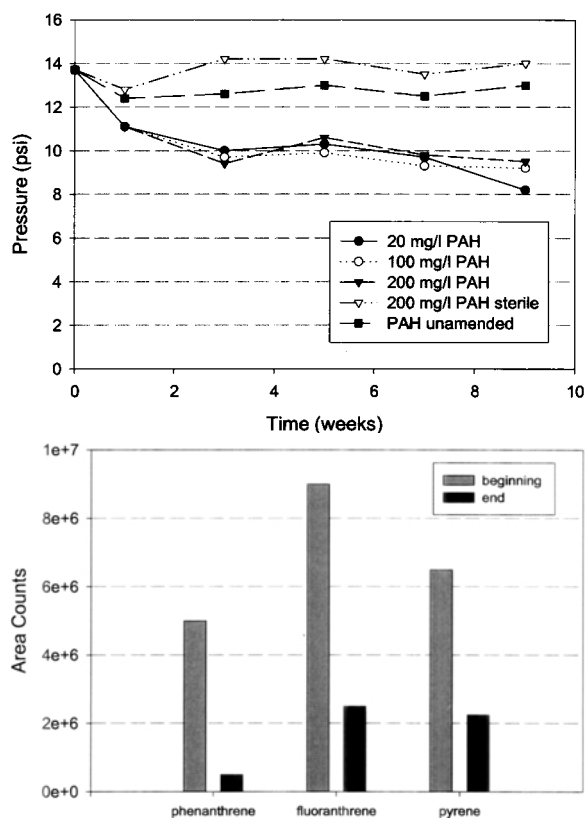 16
14
12
10
8
6
4
2
0
Pressure (psi)
20 mg/l PAH
100 mg/l PAH
200 mg/l PAH
200 mg/l PAH sterile
PAH unamended
0 2 4 6 8 10
Time (weeks)
1e+7
8e+6
6e+6
4e+6
2e+6
0e+0
Area Counts
beginning
end
phenanthrene fluoranthrene pyrene